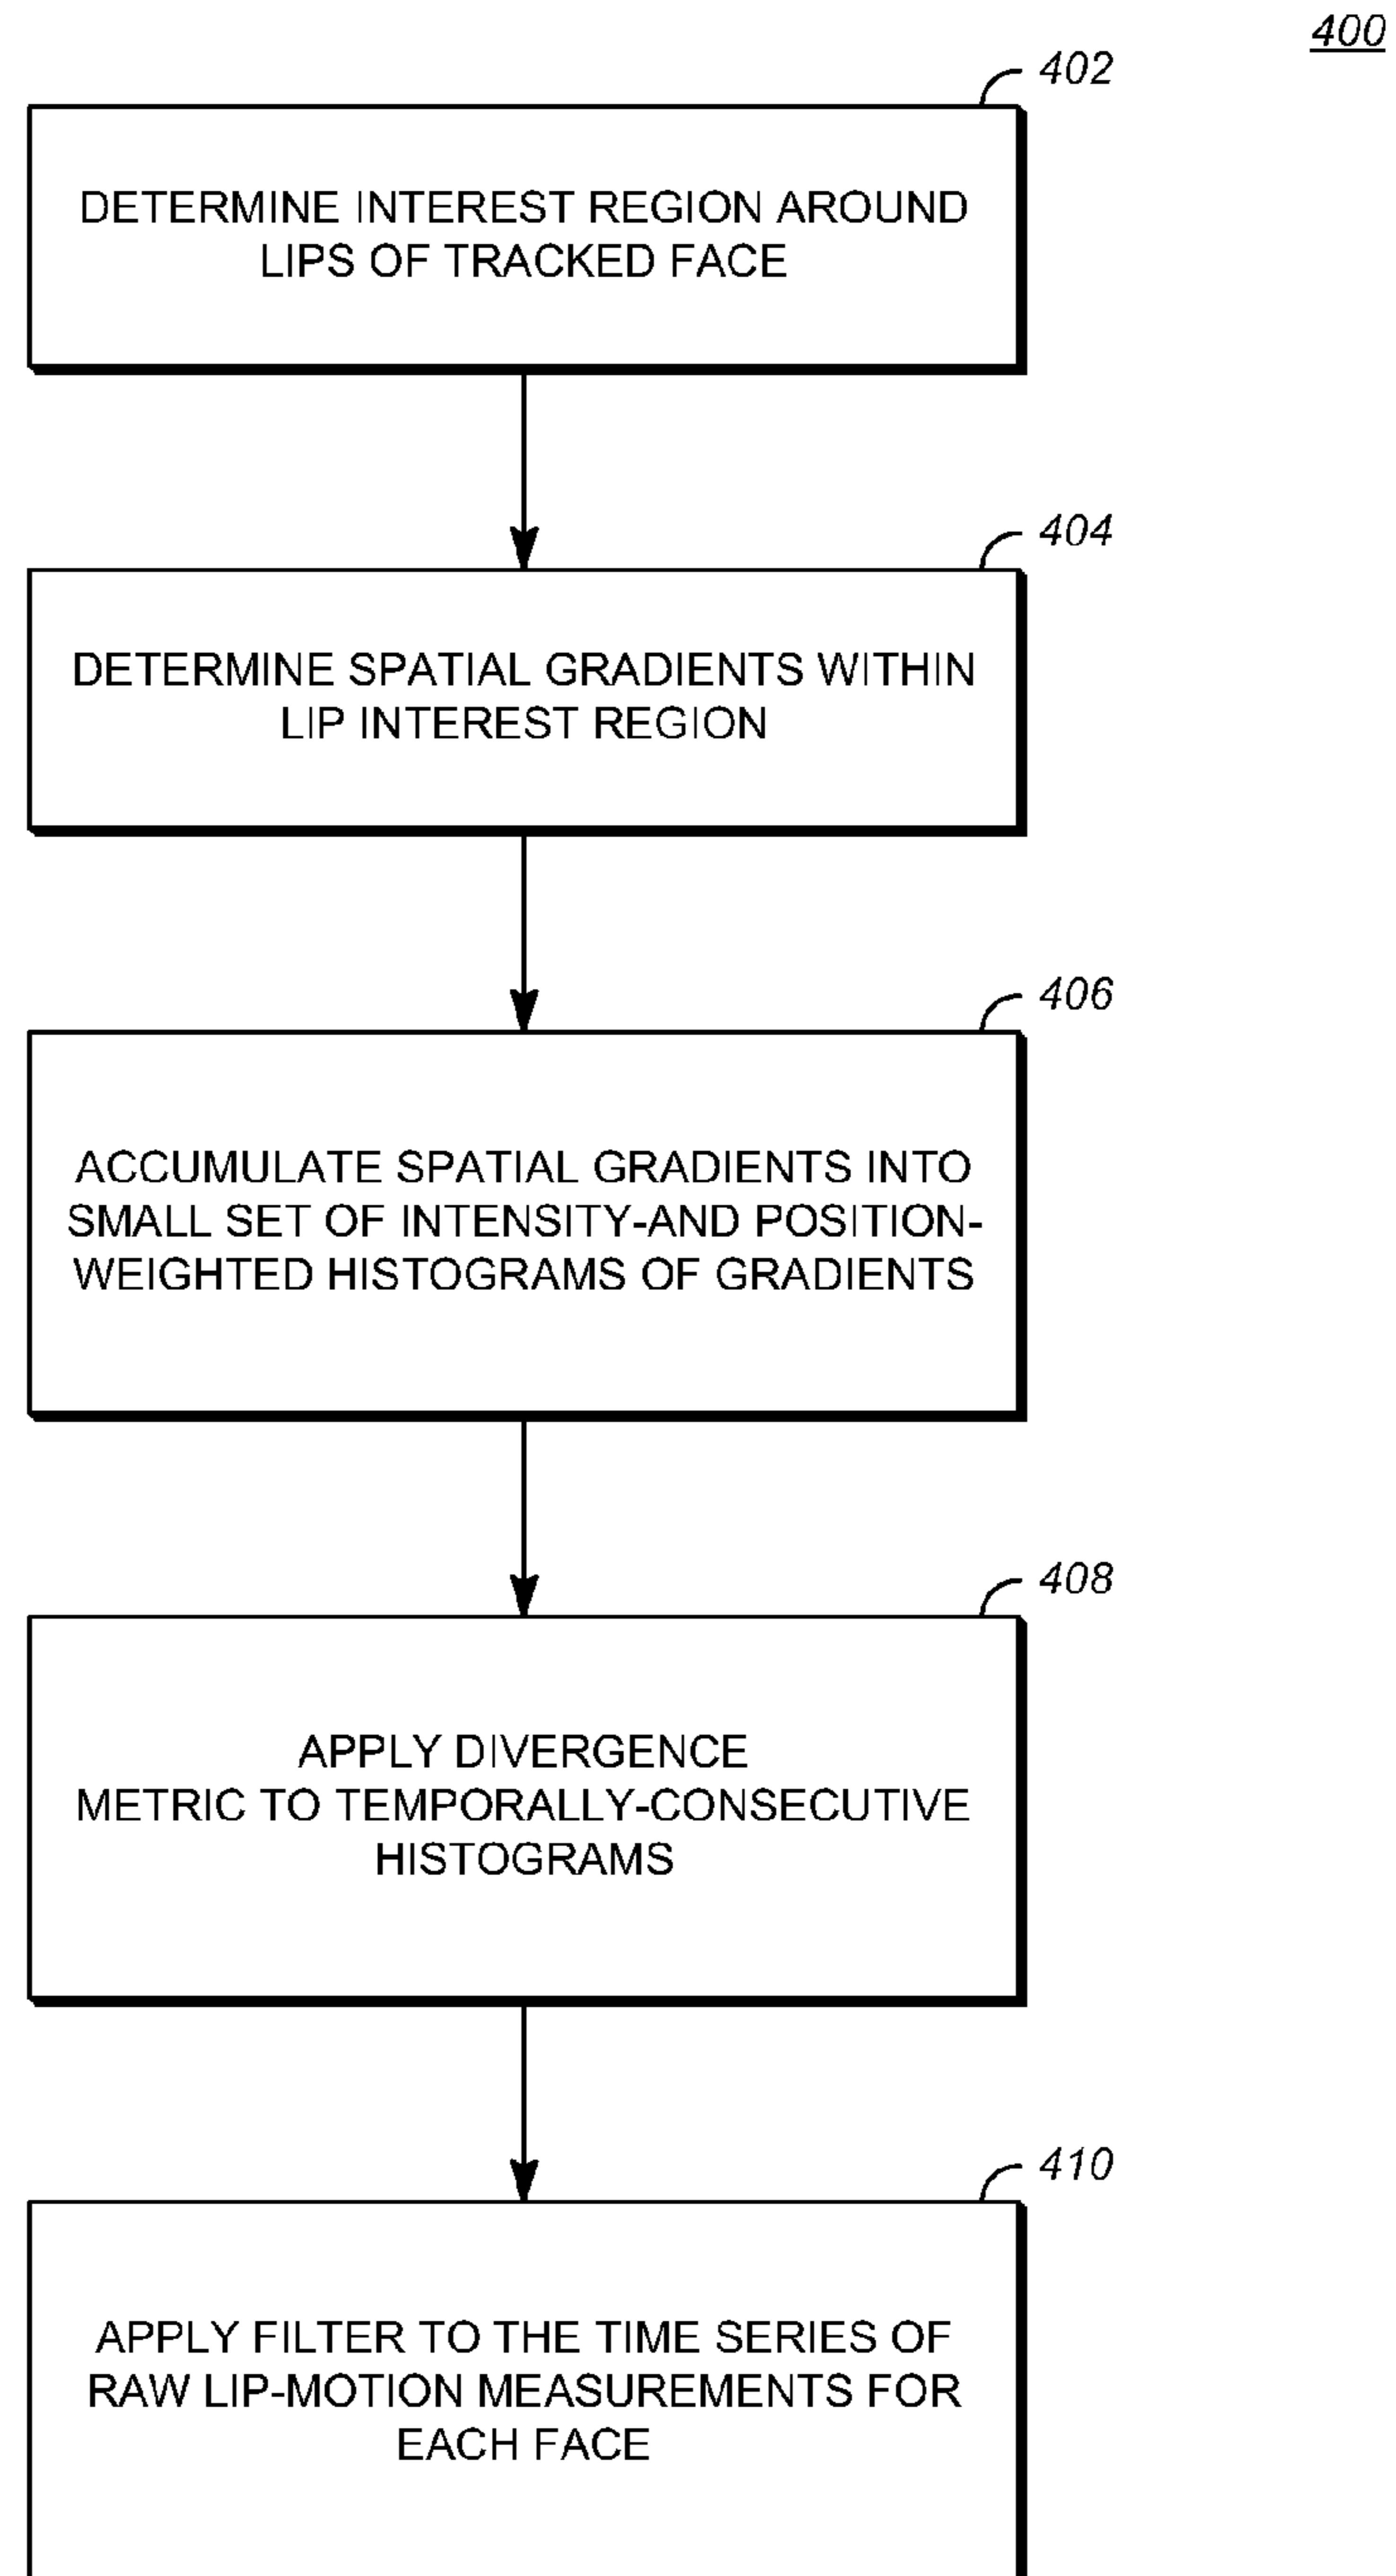 400
402
DETERMINE INTEREST REGION AROUND
LIPS OF TRACKED FACE
404
DETERMINE SPATIAL GRADIENTS WITHIN
LIP INTEREST REGION
406
ACCUMULATE SPATIAL GRADIENTS INTO
SMALL SET OF INTENSITY-AND POSITION-
WEIGHTED HISTOGRAMS OF GRADIENTS
408
APPLY DIVERGENCE
METRIC TO TEMPORALLY-CONSECUTIVE
HISTOGRAMS
410
APPLY FILTER TO THE TIME SERIES OF
RAW LIP-MOTION MEASUREMENTS FOR
EACH FACE